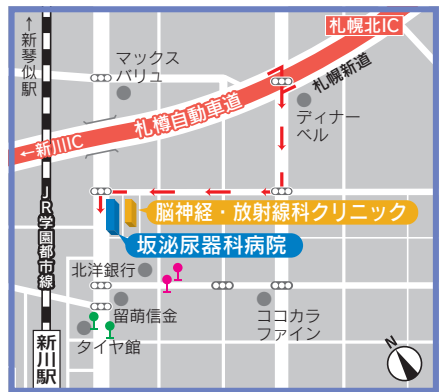 札幌北IC
←新琴似駅
マックス
バリュ
札幌新道
ディナー
ベル
札樽自動車道
←新川IC
JR学園都市線
脳神経・放射線科クリニック
坂泌尿器科病院
北洋銀行
留萌信金
ココカラ
ファイン
タイヤ館
新川駅
N